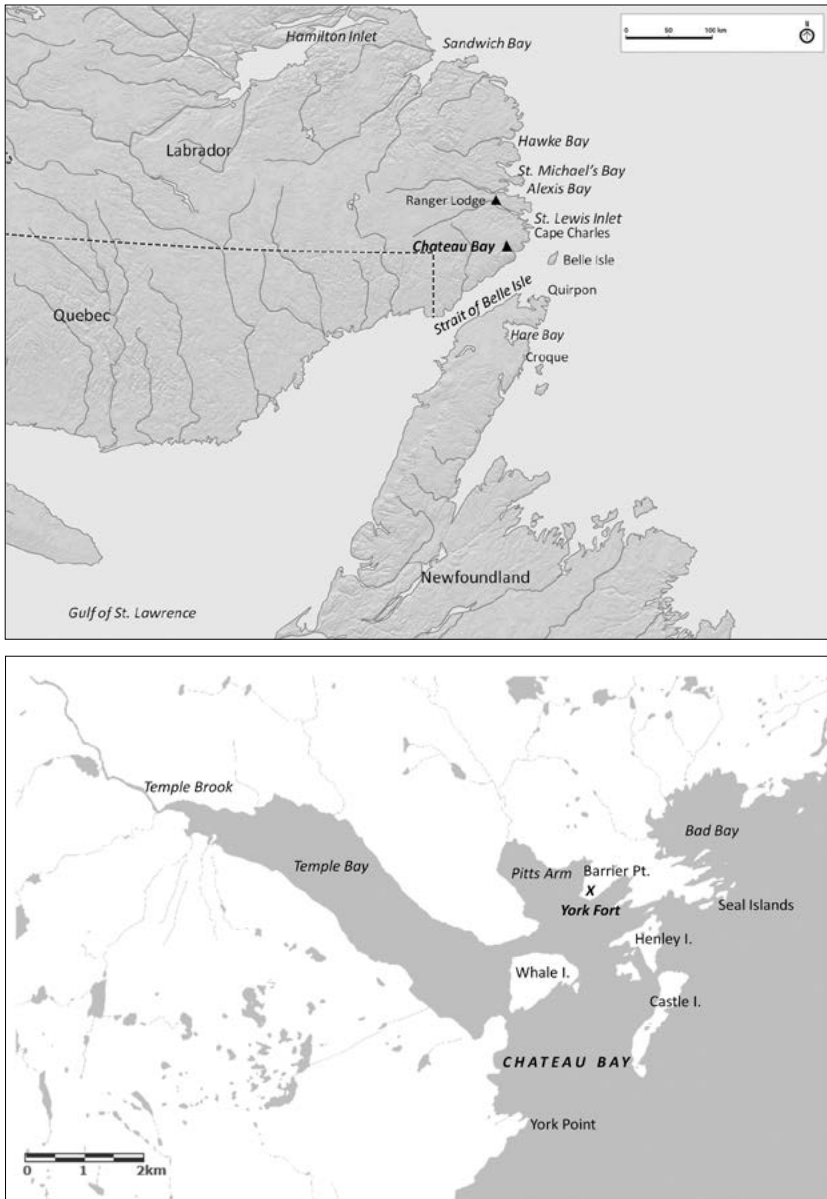 Hamilton Inlet
Sandwich Bay
0 50 100 km
N
Labrador
Hawke Bay
St. Michael's Bay
Alexis Bay
Ranger Lodge
St. Lewis Inlet
Cape Charles
Chateau Bay
Belle Isle
Quirpon
Quebec
Strait of Belle Isle
Hare Bay
Croque
Newfoundland
Gulf of St. Lawrence
Temple Brook
Bad Bay
Temple Bay
Pitts Arm
Barrier Pt.
X
York Fort
Seal Islands
Henley I.
Whale I.
Castle I.
CHATEAU BAY
York Point
0 1 2km